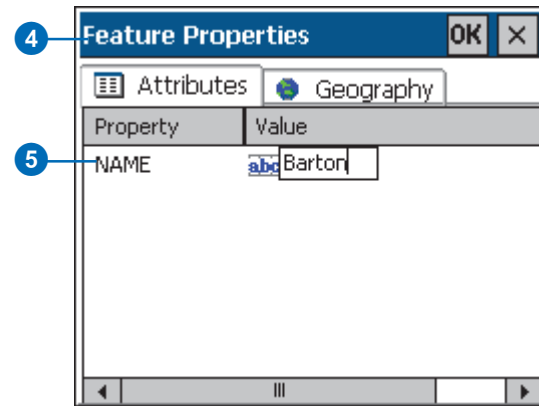 4 Feature Properties OK ×
Attributes Geography
Property Value
5 NAME abc Barton